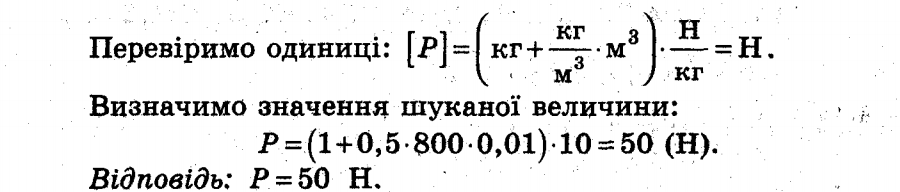 Перевіримо одиниці: [P]=(кг+кг/м³·м³)·Н/кг=Н.
Визначимо значення шуканої величини:
P=(1+0,5·800·0,01)·10=50 (Н).
Відповідь: P=50 Н.